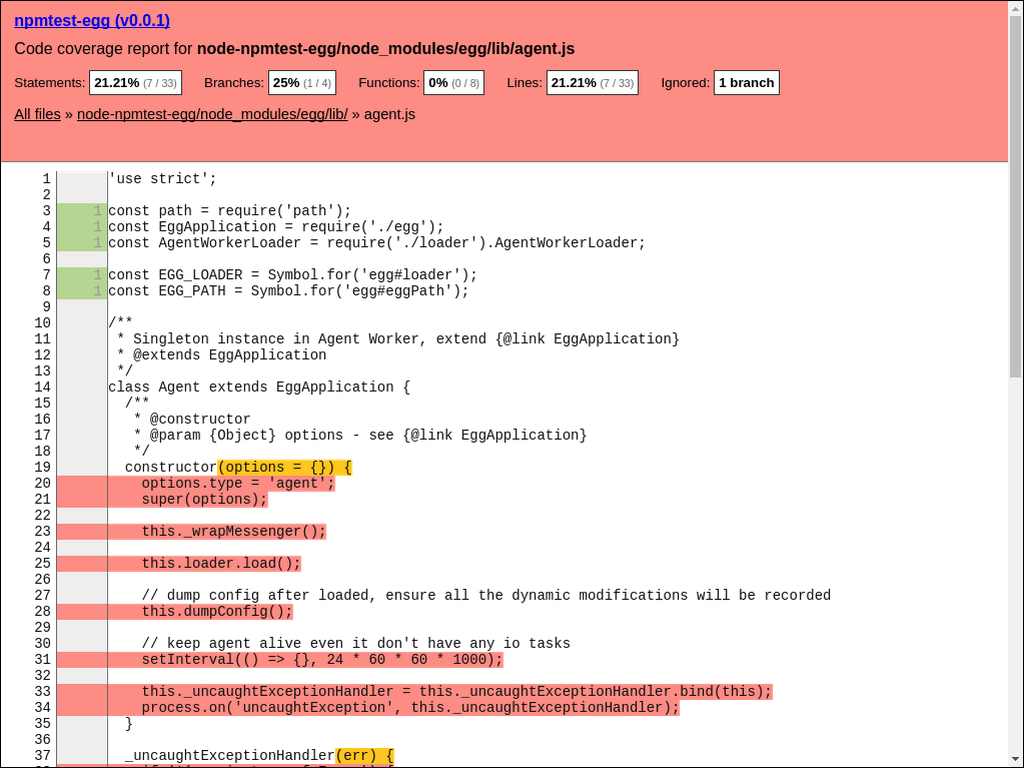 npmtest-egg (v0.0.1)
Code coverage report for node-npmtest-egg/node_modules/egg/lib/agent.js
Statements: 21.21% (7 / 33) Branches: 25% (1 / 4) Functions: 0% (0 / 8) Lines: 21.21% (7 / 33) Ignored: 1 branch
All files » node-npmtest-egg/node_modules/egg/lib/ » agent.js
1 'use strict';
2
3 1 const path = require('path');
4 1 const EggApplication = require('./egg');
5 1 const AgentWorkerLoader = require('./loader').AgentWorkerLoader;
6
7 1 const EGG_LOADER = Symbol.for('egg#loader');
8 1 const EGG_PATH = Symbol.for('egg#eggPath');
9
10 /**
11 * Singleton instance in Agent Worker, extend {@link EggApplication}
12 * @extends EggApplication
13 */
14 class Agent extends EggApplication {
15 /**
16 * @constructor
17 * @param {Object} options - see {@link EggApplication}
18 */
19 constructor(options = {}) {
20 options.type = 'agent';
21 super(options);
22
23 this._wrapMessenger();
24
25 this.loader.load();
26
27 // dump config after loaded, ensure all the dynamic modifications will be recorded
28 this.dumpConfig();
29
30 // keep agent alive even it don't have any io tasks
31 setInterval(() => {}, 24 * 60 * 60 * 1000);
32
33 this._uncaughtExceptionHandler = this._uncaughtExceptionHandler.bind(this);
34 process.on('uncaughtException', this._uncaughtExceptionHandler);
35 }
36
37 _uncaughtExceptionHandler(err) {